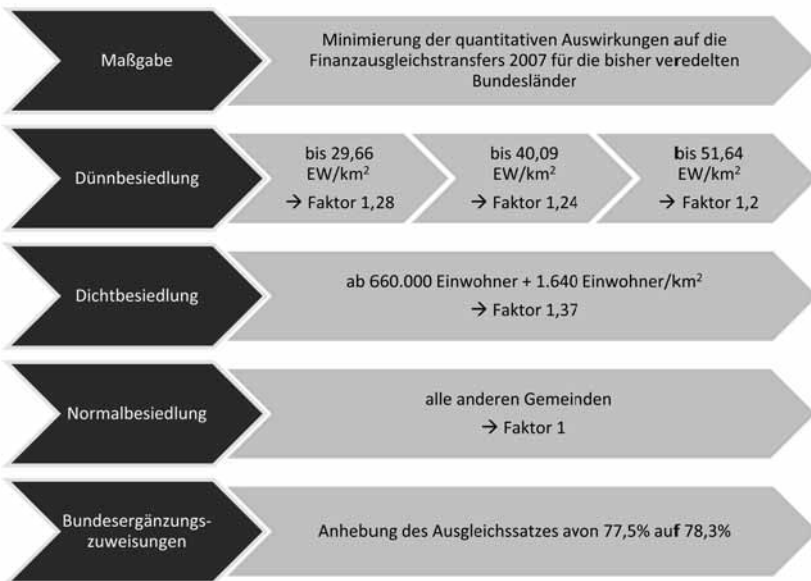 Maßgabe
Minimierung der quantitativen Auswirkungen auf die
Finanzausgleichstransfers 2007 für die bisher veredelten
Bundesländer
Dünnbesiedlung
bis 29,66
EW/km²
→ Faktor 1,28
bis 40,09
EW/km²
→ Faktor 1,24
bis 51,64
EW/km²
→ Faktor 1,2
Dichtbesiedlung
ab 660.000 Einwohner + 1.640 Einwohner/km²
→ Faktor 1,37
Normalbesiedlung
alle anderen Gemeinden
→ Faktor 1
Bundesergänzungs-
zuweisungen
Anhebung des Ausgleichssatzes avon 77,5% auf 78,3%